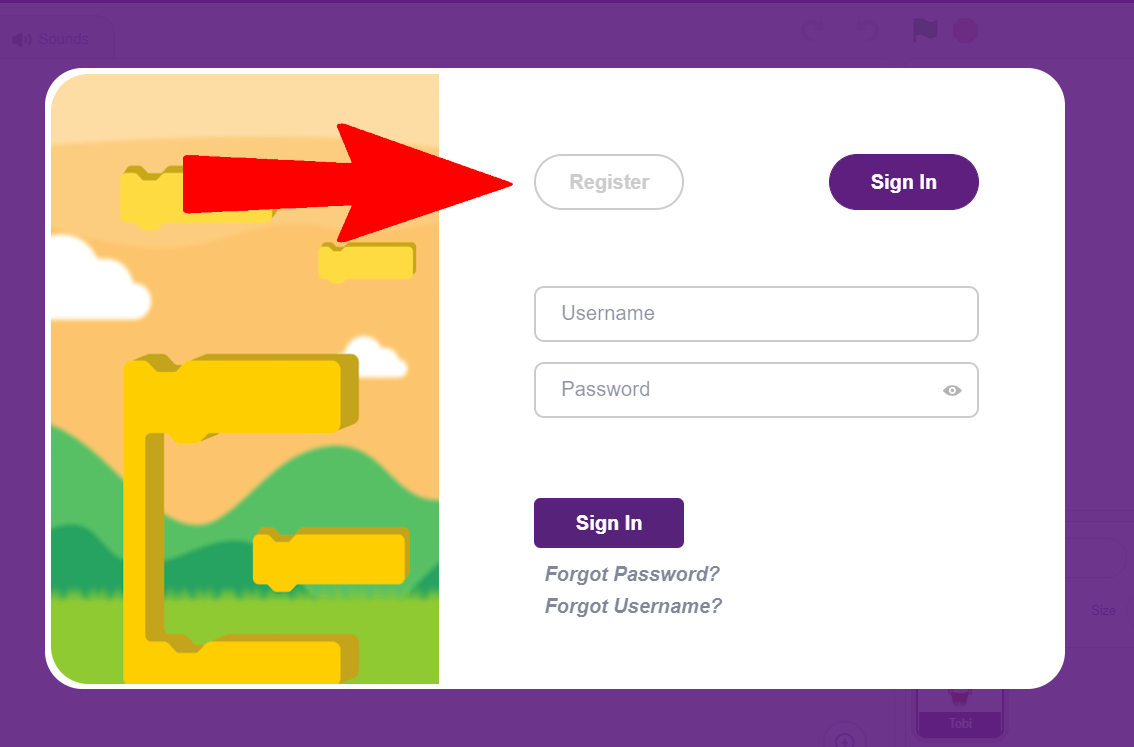 Sounds
Register
Sign In
Username
Password
Sign In
Forgot Password?
Forgot Username?
Size
Tobi